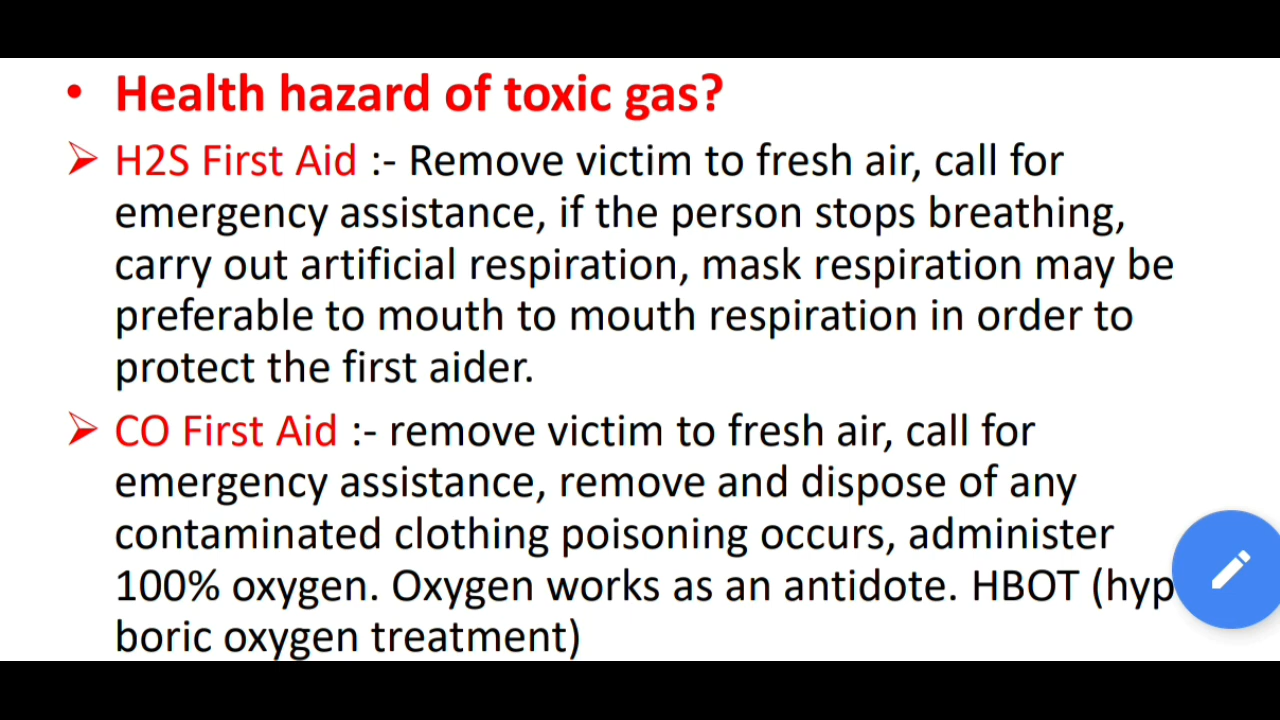 • Health hazard of toxic gas?
➢ H2S First Aid :- Remove victim to fresh air, call for
emergency assistance, if the person stops breathing,
carry out artificial respiration, mask respiration may be
preferable to mouth to mouth respiration in order to
protect the first aider.
➢ CO First Aid :- remove victim to fresh air, call for
emergency assistance, remove and dispose of any
contaminated clothing poisoning occurs, administer
100% oxygen. Oxygen works as an antidote. HBOT (hyp
boric oxygen treatment)